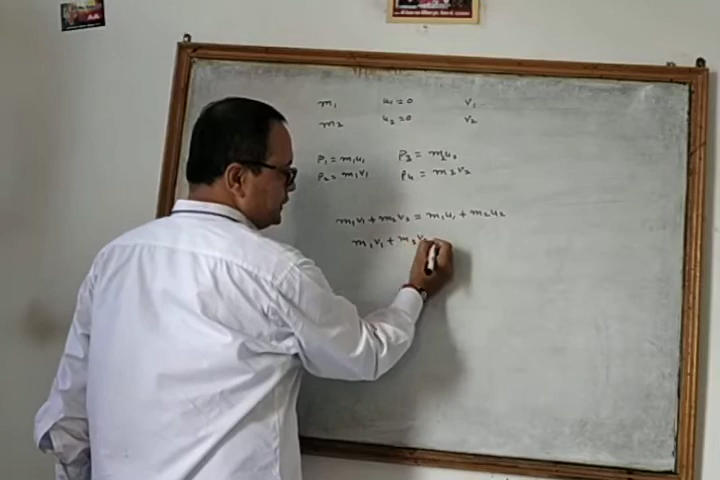 m₁ u₁=0 v₁
m₂ u₂=0 v₂
P₁ = m₁u₁ P₃ = m₂u₂
P₂ = m₁v₁ P₄ = m₂v₂
m₁v₁ + m₂v₂ = m₁u₁ + m₂u₂
m₁v₁ + m₂v₂